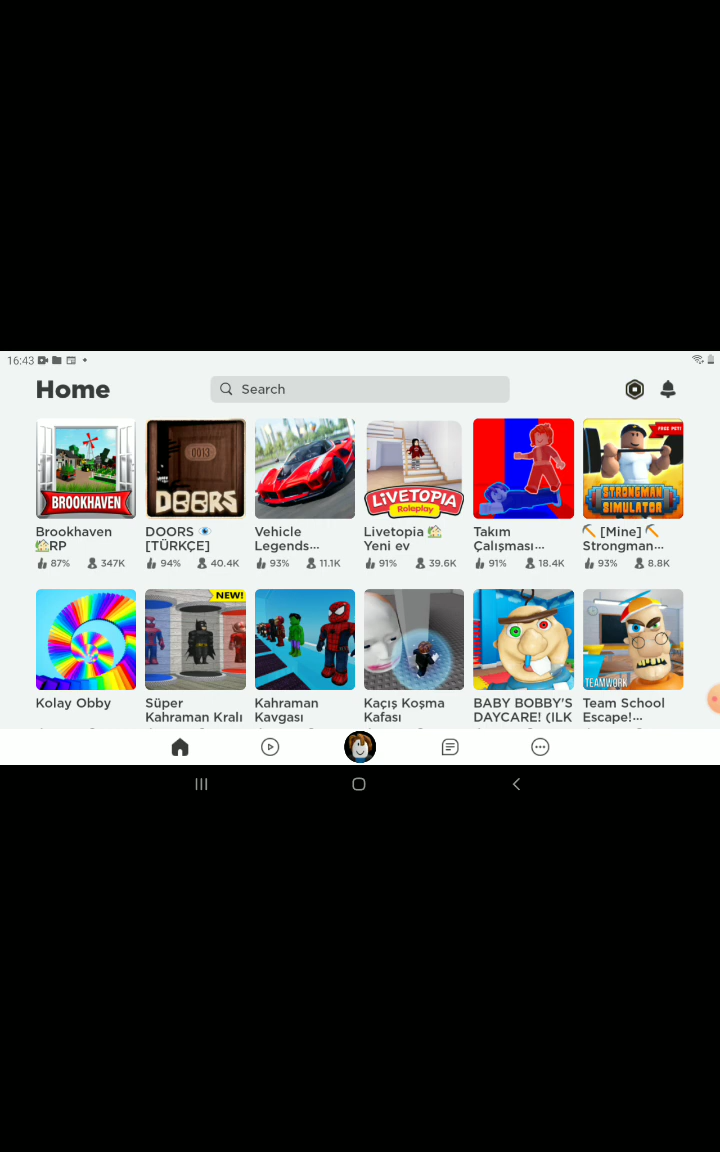 16:43
Home
Search
0013
BROOKHAVEN
DOORS
LiVETOPIA
Roleplay
FREE PET!
STRONGMAN
SIMULATOR
Brookhaven
🏡RP
DOORS 👁️
[TÜRKÇE]
Vehicle
Legends...
Livetopia 🏡
Yeni ev
Takım
Çalışması...
⛏️ [Mine] ⛏️
Strongman...
87% 347K
94% 40.4K
93% 11.1K
91% 39.6K
91% 18.4K
93% 8.8K
NEW!
TEAMWORK
Kolay Obby
Süper
Kahraman Kralı
Kahraman
Kavgası
Kaçış Koşma
Kafası
BABY BOBBY'S
DAYCARE! (ILK
Team School
Escape!...